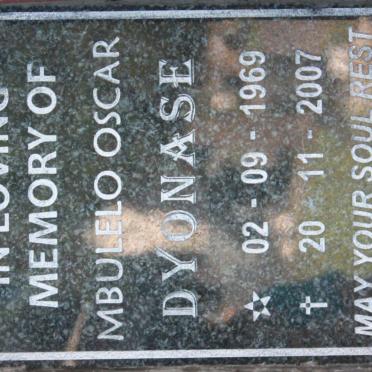 IN LOVING
MEMORY OF
MBULELO OSCAR
DYONASE
02 - 09 - 1969
† 20 - 11 - 2007
MAY YOUR SOUL REST